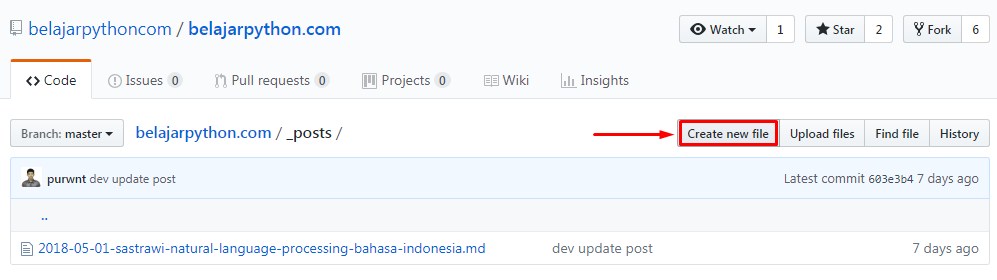 belajarpythoncom / belajarpython.com Watch 1 Star 2 Fork 6
Code Issues 0 Pull requests 0 Projects 0 Wiki Insights
Branch: master belajarpython.com / _posts / Create new file Upload files Find file History
purwnt dev update post Latest commit 603e3b4 7 days ago
..
2018-05-01-sastrawi-natural-language-processing-bahasa-indonesia.md dev update post 7 days ago